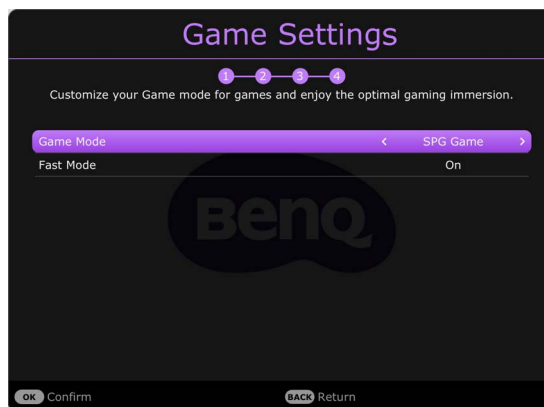 Game Settings
1 2 3 4
Customize your Game mode for games and enjoy the optimal gaming immersion.
Game Mode < SPG Game >
Fast Mode On
BenQ
OK Confirm BACK Return